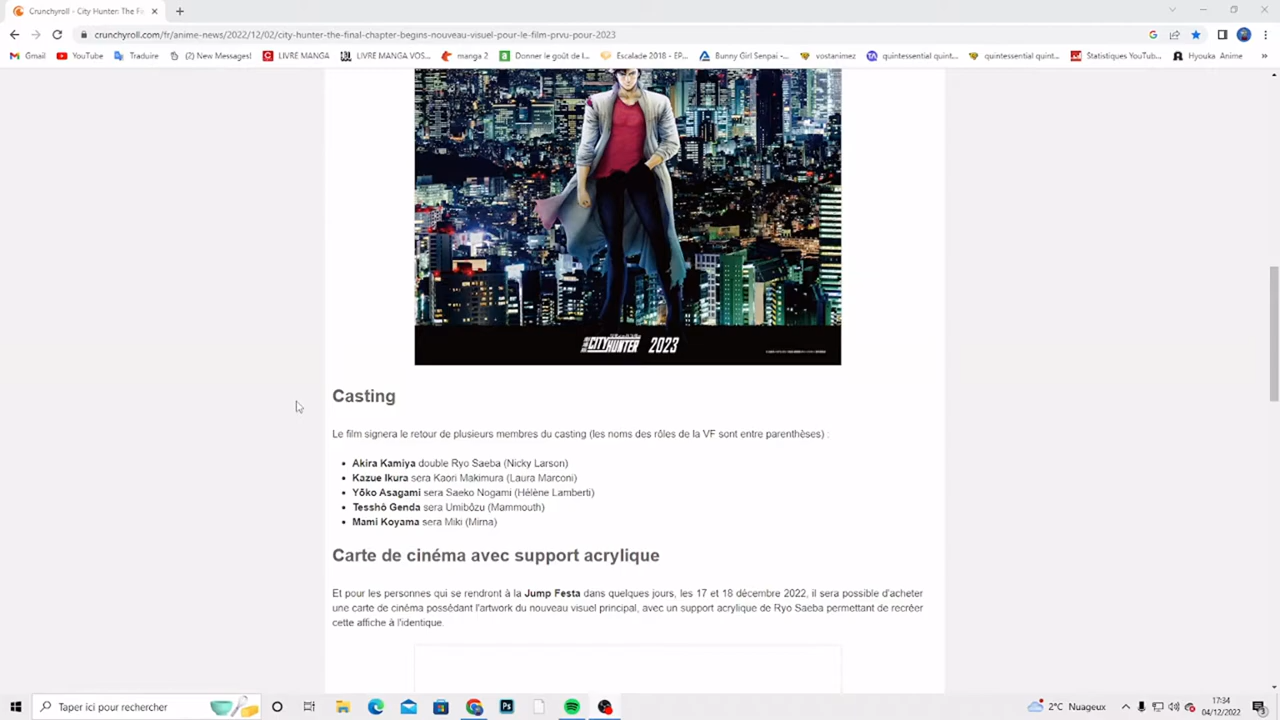 Crunchyroll - City Hunter: The Fi
crunchyroll.com/fr/anime-news/2022/12/02/city-hunter-the-final-chapter-begins-nouveau-visuel-pour-le-film-prvu-pour-2023
Gmail YouTube Traduire (2) New Messages! LIVRE MANGA LIVRE MANGA VOS... manga 2 Donner le goût de l... Escalade 2018 - EP... Bunny Girl Senpai -... vostanimez quintessential quint... quintessential quint... Statistiques YouTub... Hyouka Anime »
CITYHUNTER 2023
Casting
Le film signera le retour de plusieurs membres du casting (les noms des rôles de la VF sont entre parenthèses) :
• Akira Kamiya double Ryo Saeba (Nicky Larson)
• Kazue Ikura sera Kaori Makimura (Laura Marconi)
• Yôko Asagami sera Saeko Nogami (Hélène Lamberti)
• Tesshô Genda sera Umibôzu (Mammouth)
• Mami Koyama sera Miki (Mirna)
Carte de cinéma avec support acrylique
Et pour les personnes qui se rendront à la Jump Festa dans quelques jours, les 17 et 18 décembre 2022, il sera possible d'acheter
une carte de cinéma possédant l'artwork du nouveau visuel principal, avec un support acrylique de Ryo Saeba permettant de recréer
cette affiche à l'identique.
Taper ici pour rechercher
2°C Nuageux
17:34
04/12/2022